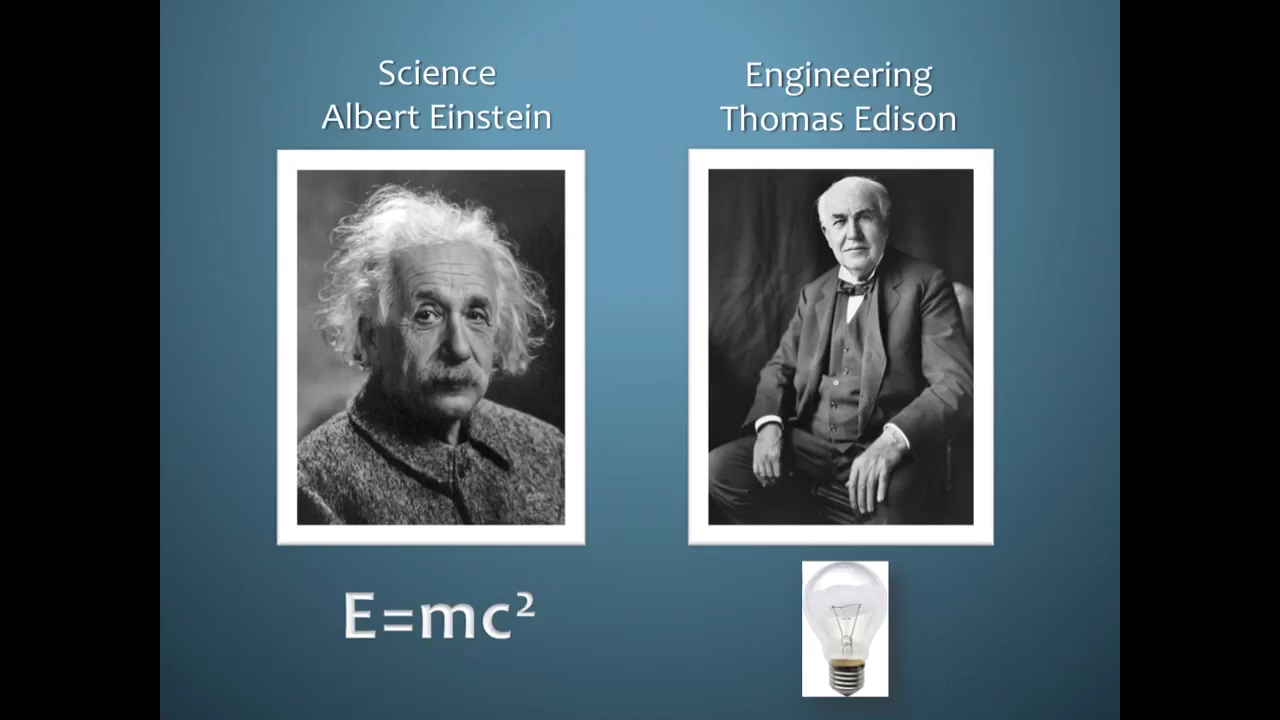 Science
Albert Einstein
Engineering
Thomas Edison
E=mc²